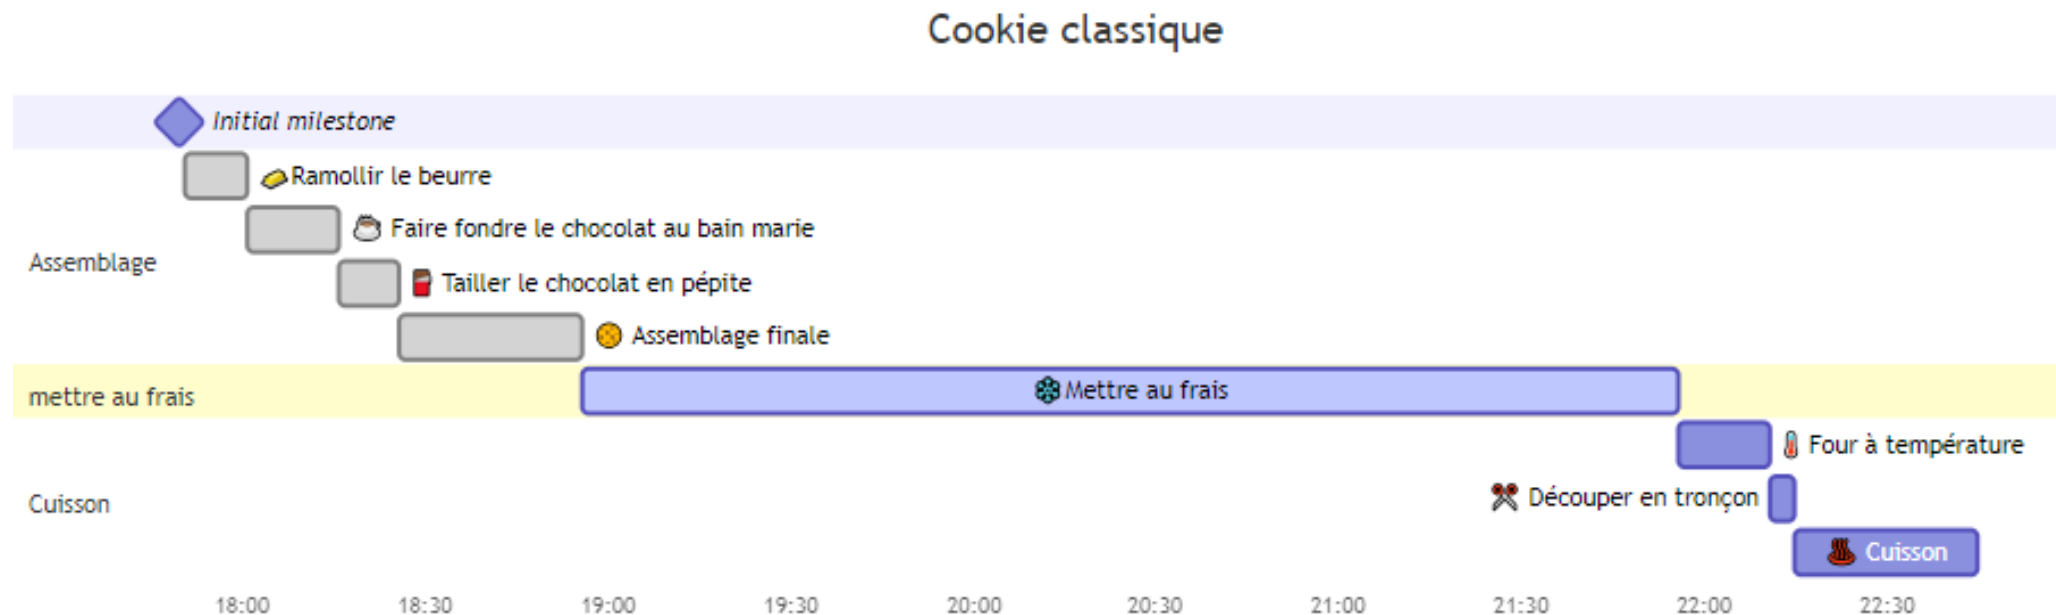 Cookie classique
Initial milestone
Ramollir le beurre
Faire fondre le chocolat au bain marie
Assemblage
Tailler le chocolat en pépite
Assemblage finale
mettre au frais
Mettre au frais
Four à température
Découper en tronçon
Cuisson
Cuisson
18:00 18:30 19:00 19:30 20:00 20:30 21:00 21:30 22:00 22:30